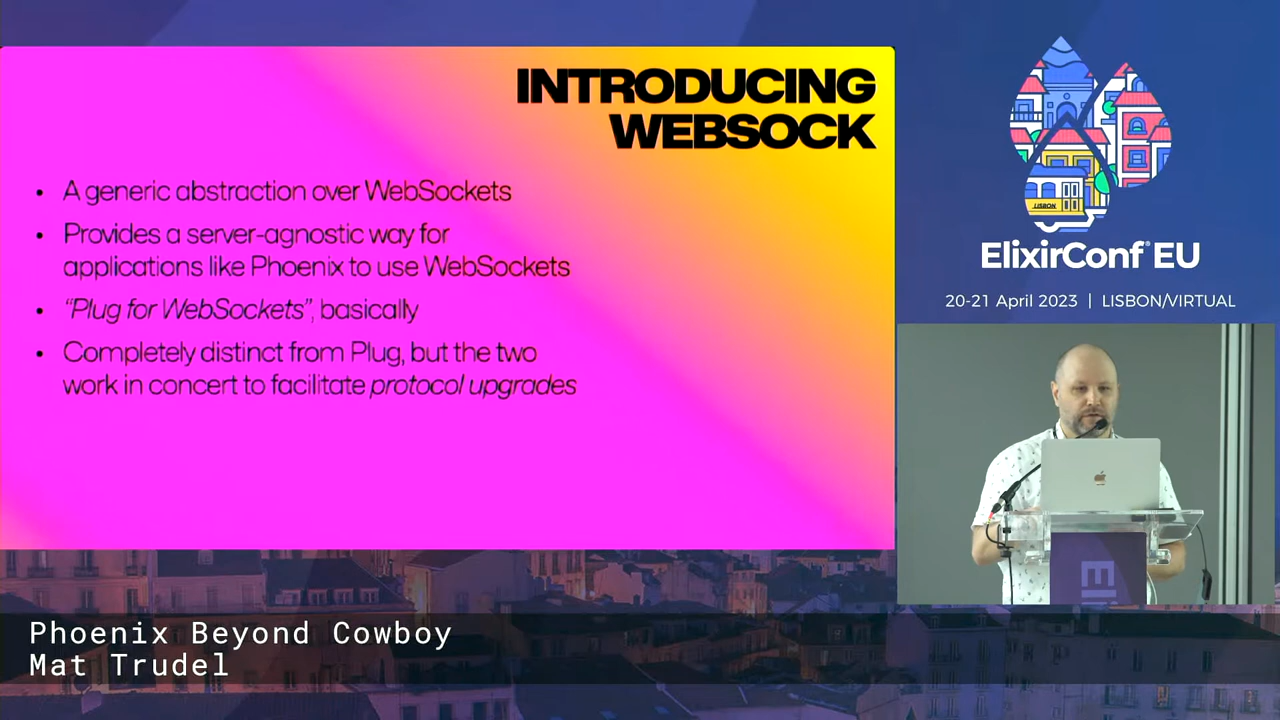 INTRODUCING
WEBSOCK
• A generic abstraction over WebSockets
• Provides a server-agnostic way for
applications like Phoenix to use WebSockets
• “Plug for WebSockets”, basically
• Completely distinct from Plug, but the two
work in concert to facilitate protocol upgrades
LISBON
ElixirConf® EU
20-21 April 2023 | LISBON/VIRTUAL
Phoenix Beyond Cowboy
Mat Trudel